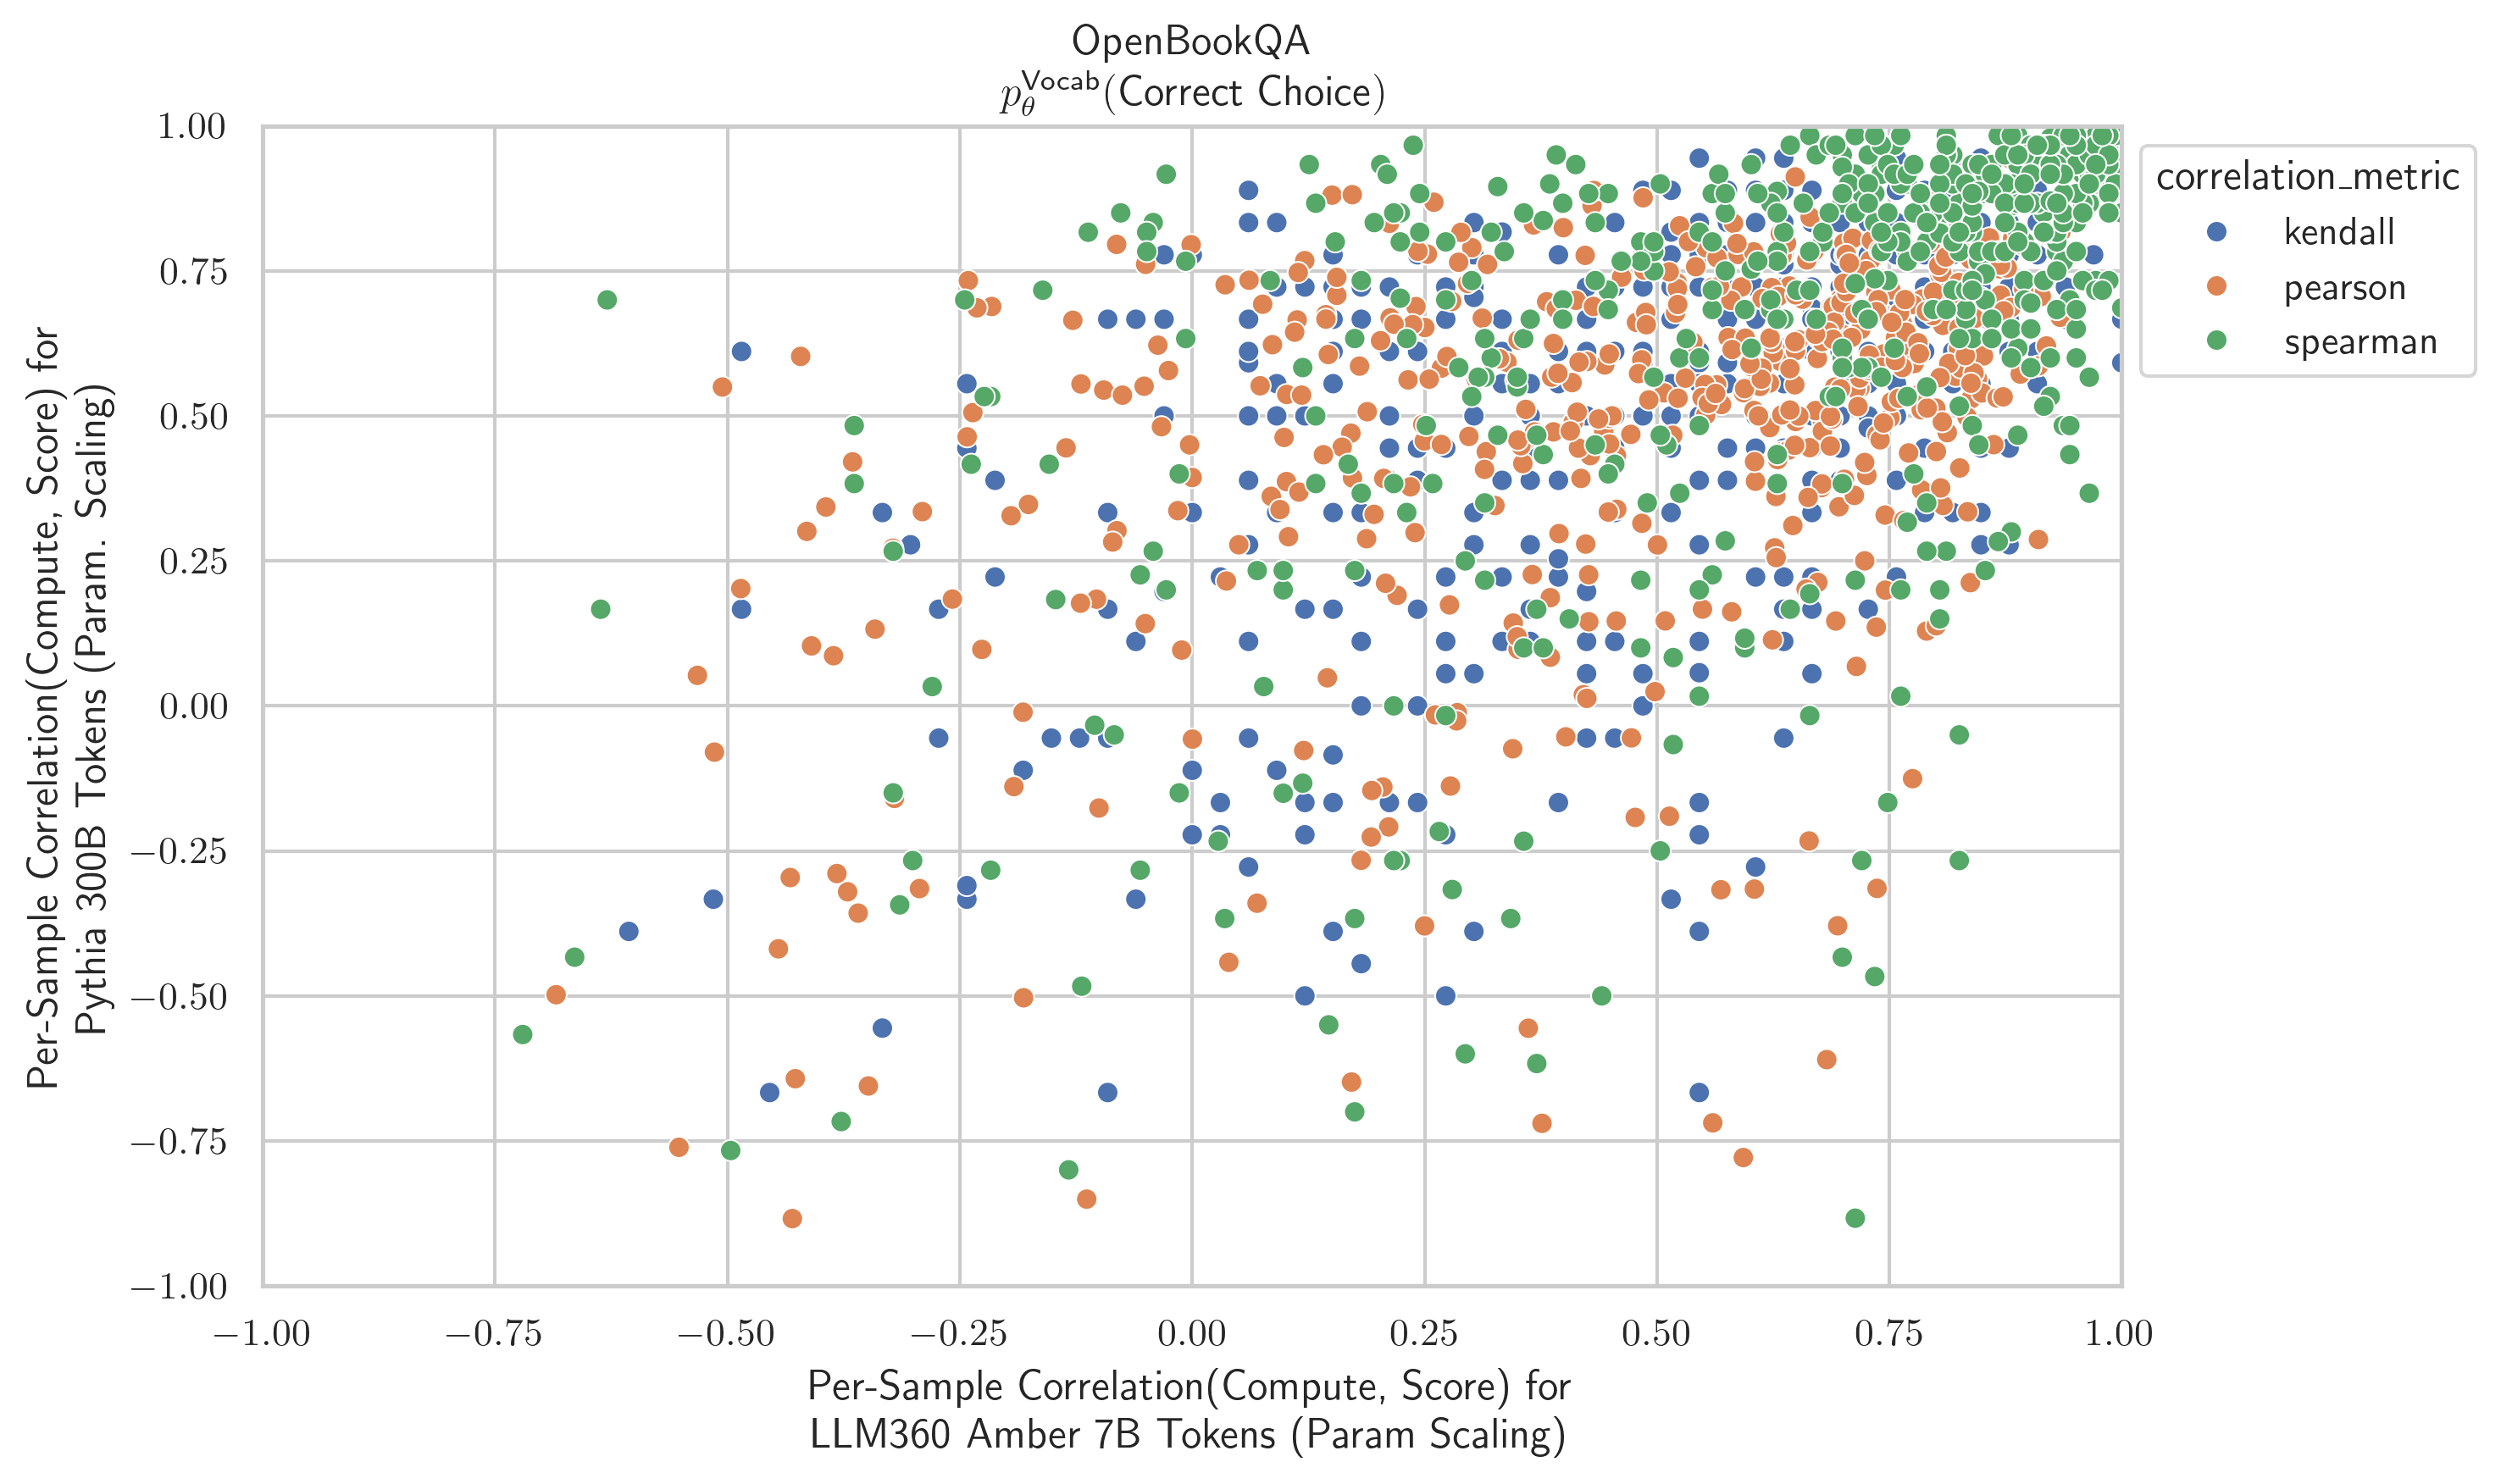 OpenBookQA
p_θ^Vocab(Correct Choice)
1.00
0.75
0.50
0.25
0.00
−0.25
−0.50
−0.75
−1.00
Per-Sample Correlation(Compute, Score) for
Pythia 300B Tokens (Param. Scaling)
−1.00 −0.75 −0.50 −0.25 0.00 0.25 0.50 0.75 1.00
Per-Sample Correlation(Compute, Score) for
LLM360 Amber 7B Tokens (Param Scaling)
correlation_metric
kendall
pearson
spearman